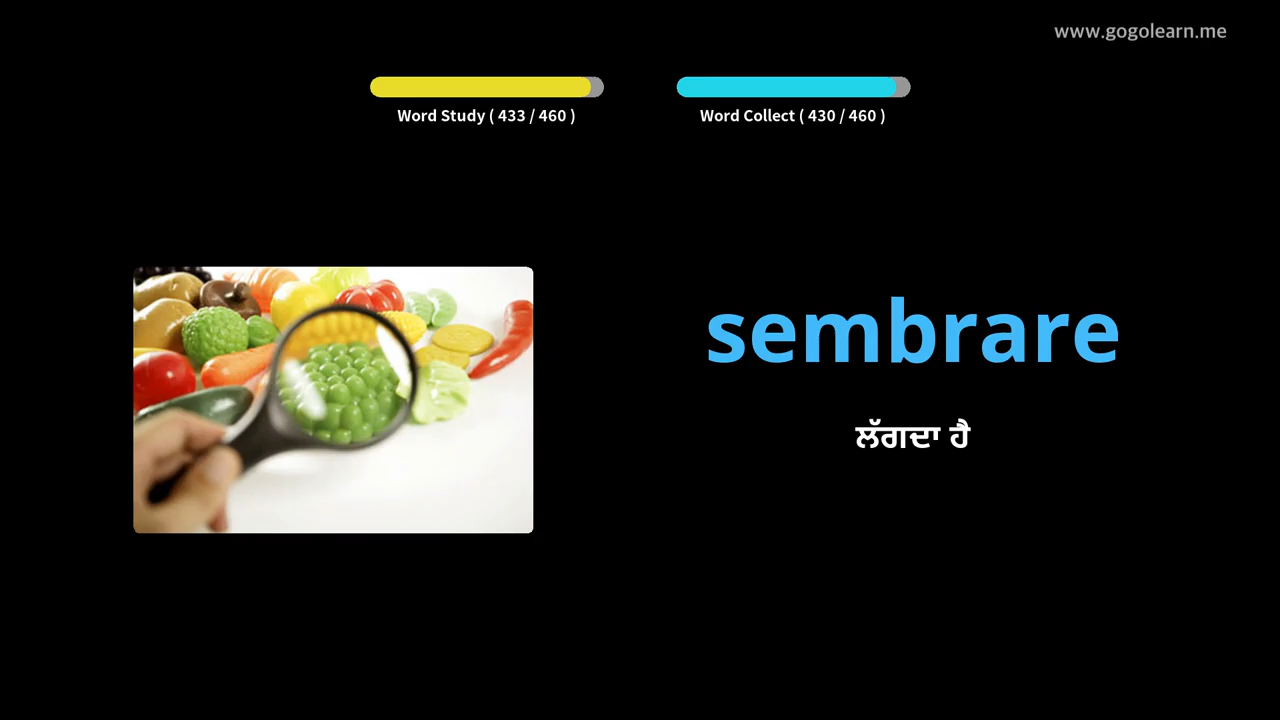 www.gogolearn.me
Word Study ( 433 / 460 )
Word Collect ( 430 / 460 )
sembrare
ਲੱਗਦਾ ਹੈ